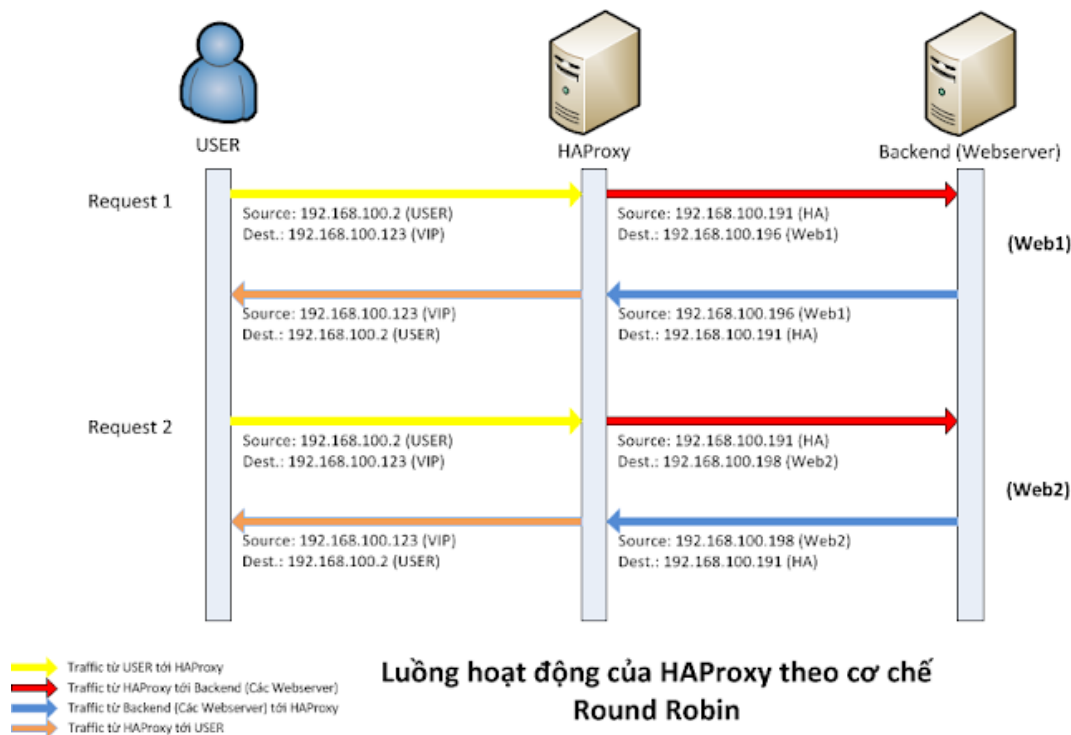 USER
HAProxy
Backend (Webserver)
Request 1
Source: 192.168.100.2 (USER)
Dest.: 192.168.100.123 (VIP)
Source: 192.168.100.191 (HA)
Dest.: 192.168.100.196 (Web1)
(Web1)
Source: 192.168.100.123 (VIP)
Dest.: 192.168.100.2 (USER)
Source: 192.168.100.196 (Web1)
Dest.: 192.168.100.191 (HA)
Request 2
Source: 192.168.100.2 (USER)
Dest.: 192.168.100.123 (VIP)
Source: 192.168.100.191 (HA)
Dest.: 192.168.100.198 (Web2)
(Web2)
Source: 192.168.100.123 (VIP)
Dest.: 192.168.100.2 (USER)
Source: 192.168.100.198 (Web2)
Dest.: 192.168.100.191 (HA)
Traffic từ USER tới HAProxy
Traffic từ HAProxy tới Backend (Các Webserver)
Traffic từ Backend (Các Webserver) tới HAProxy
Traffic từ HAProxy tới USER
Luồng hoạt động của HAProxy theo cơ chế
Round Robin